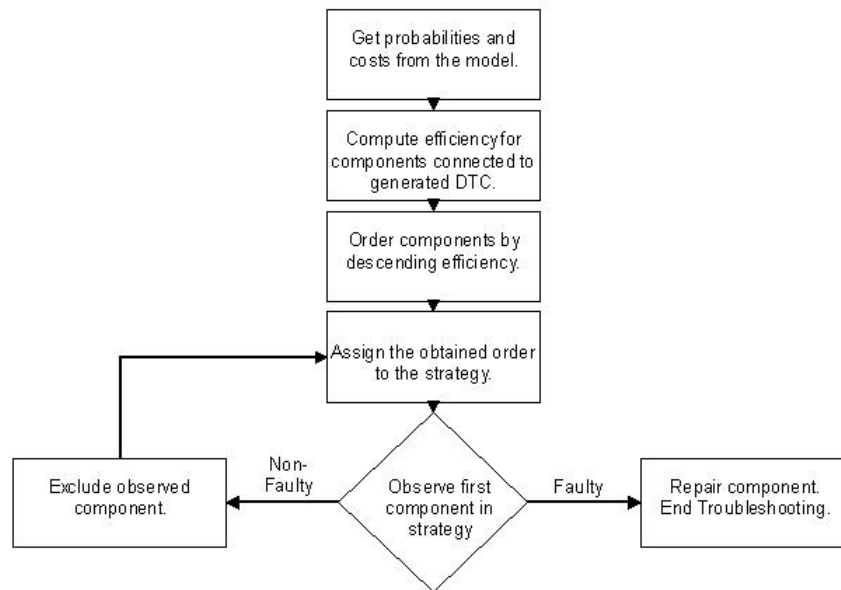 Get probabilities and
costs from the model.
Compute efficiency for
components connected to
generated DTC.
Order components by
descending efficiency.
Assign the obtained order
to the strategy.
Non-
Faulty
Faulty
Exclude observed
component.
Observe first
component in
strategy
Repair component.
End Troubleshooting.